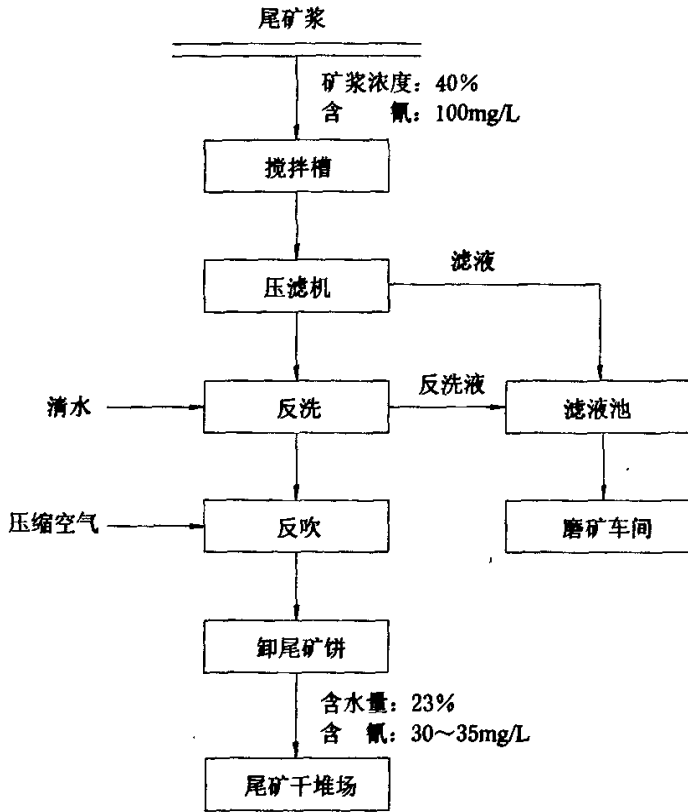 尾矿浆
矿浆浓度：40%
含 氰：100mg/L
搅拌槽
压滤机
滤液
清水
反洗
反洗液
滤液池
压缩空气
反吹
磨矿车间
卸尾矿饼
含水量：23%
含 氰：30～35mg/L
尾矿干堆场